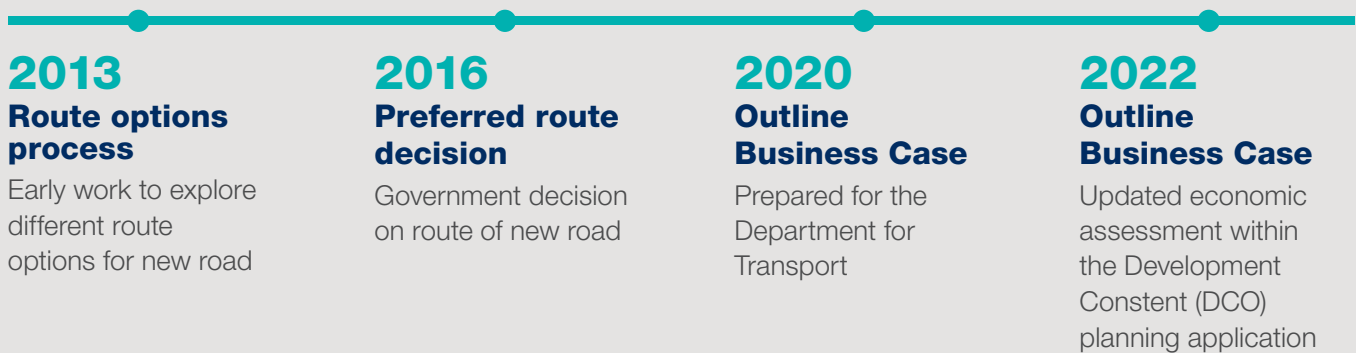 2013
Route options
process
Early work to explore
different route
options for new road
2016
Preferred route
decision
Government decision
on route of new road
2020
Outline
Business Case
Prepared for the
Department for
Transport
2022
Outline
Business Case
Updated economic
assessment within
the Development
Constent (DCO)
planning application